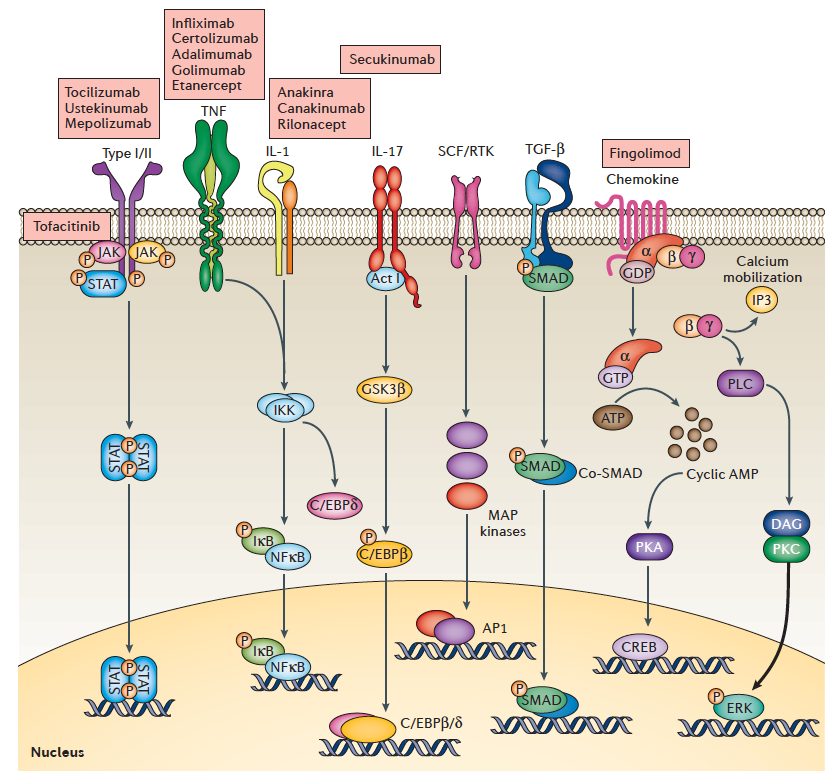 Infliximab
Certolizumab
Adalimumab
Golimumab
Etanercept
Secukinumab
Tocilizumab
Ustekinumab
Mepolizumab
Anakinra
Canakinumab
Rilonacept
Fingolimod
TNF
Type I/II
IL-1
IL-17
SCF/RTK
TGF-β
Chemokine
Tofacitinib
JAK
JAK
P
P
P
STAT
P
Act I
P
SMAD
α
β
γ
GDP
Calcium
mobilization
IP3
β
γ
α
GTP
PLC
GSK3β
IKK
ATP
STAT
P
P
STAT
P
SMAD
Co-SMAD
Cyclic AMP
C/EBPδ
MAP
kinases
P
IκB
NFκB
P
C/EBPβ
PKA
DAG
PKC
AP1
P
IκB
NFκB
CREB
STAT
P
P
STAT
P
SMAD
P
ERK
C/EBPβ/δ
Nucleus